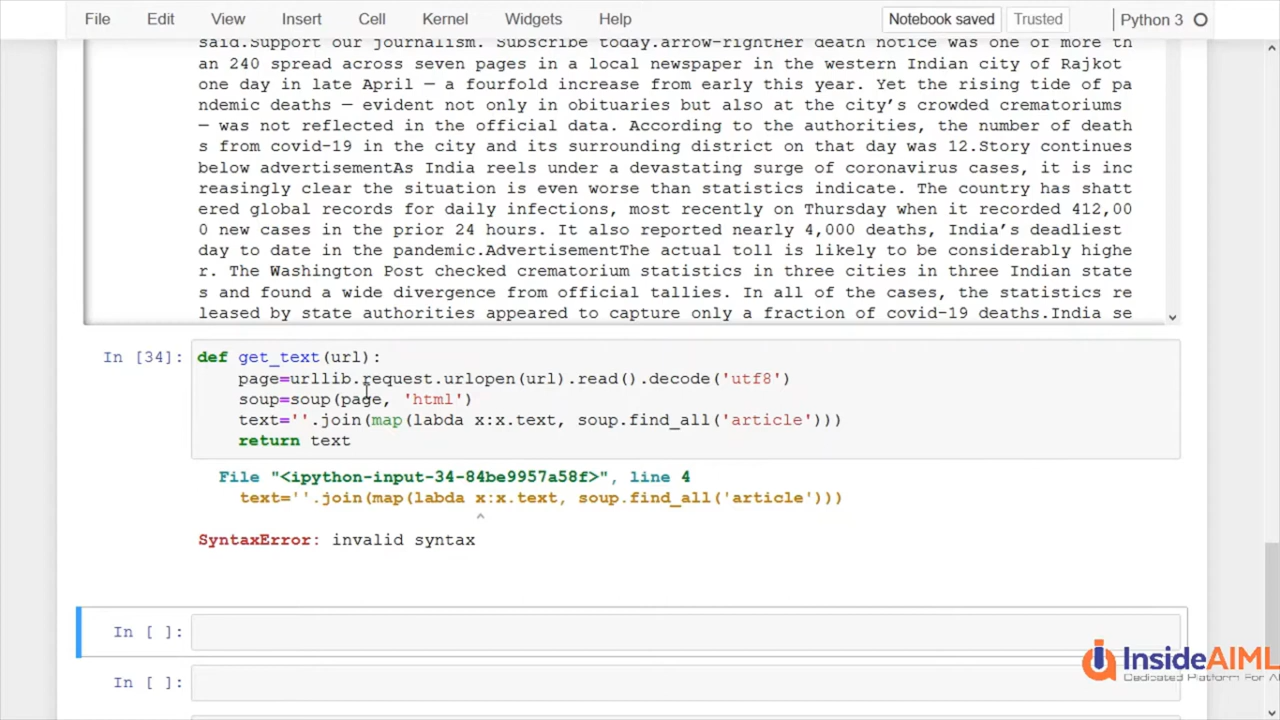 File Edit View Insert Cell Kernel Widgets Help Notebook saved Trusted Python 3
said.Support our journalism. Subscribe today.arrow-rightHer death notice was one of more th
an 240 spread across seven pages in a local newspaper in the western Indian city of Rajkot
one day in late April — a fourfold increase from early this year. Yet the rising tide of pa
ndemic deaths — evident not only in obituaries but also at the city’s crowded crematoriums
— was not reflected in the official data. According to the authorities, the number of death
s from covid-19 in the city and its surrounding district on that day was 12.Story continues
below advertisementAs India reels under a devastating surge of coronavirus cases, it is inc
reasingly clear the situation is even worse than statistics indicate. The country has shatt
ered global records for daily infections, most recently on Thursday when it recorded 412,00
0 new cases in the prior 24 hours. It also reported nearly 4,000 deaths, India’s deadliest
day to date in the pandemic.AdvertisementThe actual toll is likely to be considerably highe
r. The Washington Post checked crematorium statistics in three cities in three Indian state
s and found a wide divergence from official tallies. In all of the cases, the statistics re
leased by state authorities appeared to capture only a fraction of covid-19 deaths.India se
In [34]: def get_text(url):
page=urllib.request.urlopen(url).read().decode('utf8')
soup=soup(page, 'html')
text=''.join(map(labda x:x.text, soup.find_all('article')))
return text
File "<ipython-input-34-84be9957a58f>", line 4
text=''.join(map(labda x:x.text, soup.find_all('article')))
^
SyntaxError: invalid syntax
In [ ]:
InsideAIML
Dedicated Platform For A
In [ ]: